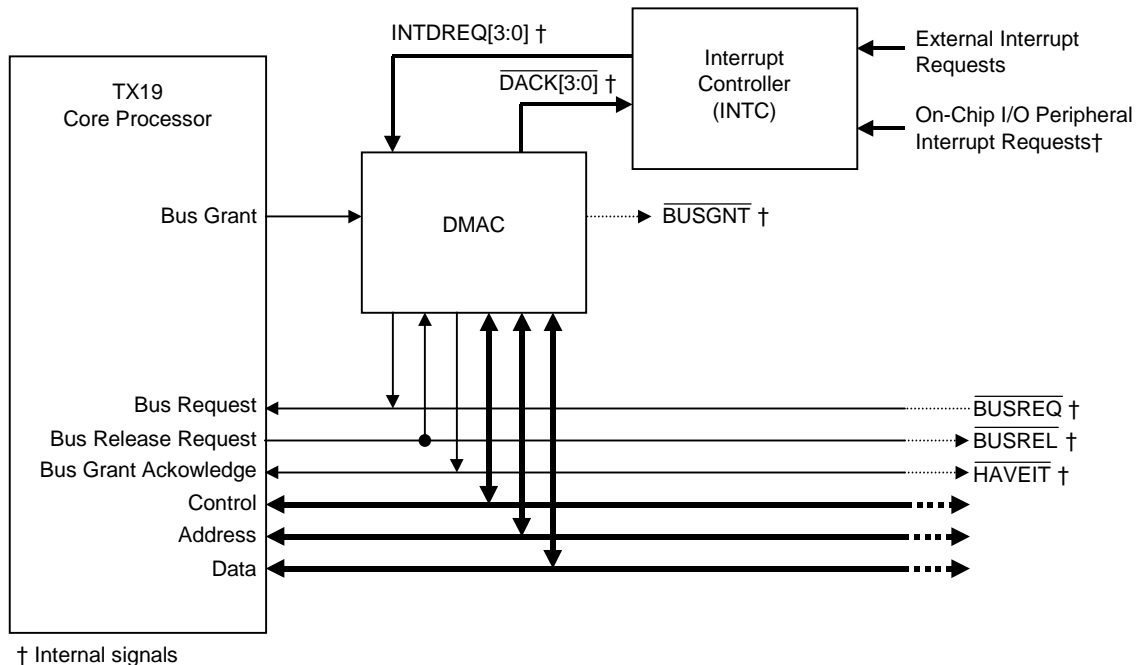 INTDREQ[3:0] †
DACK[3:0] †
Interrupt
Controller
(INTC)
External Interrupt
Requests
On-Chip I/O Peripheral
Interrupt Requests†
TX19
Core Processor
Bus Grant
DMAC
BUSGNT †
Bus Request
BUSREQ †
Bus Release Request
BUSREL †
Bus Grant Ackowledge
HAVEIT †
Control
Address
Data
† Internal signals